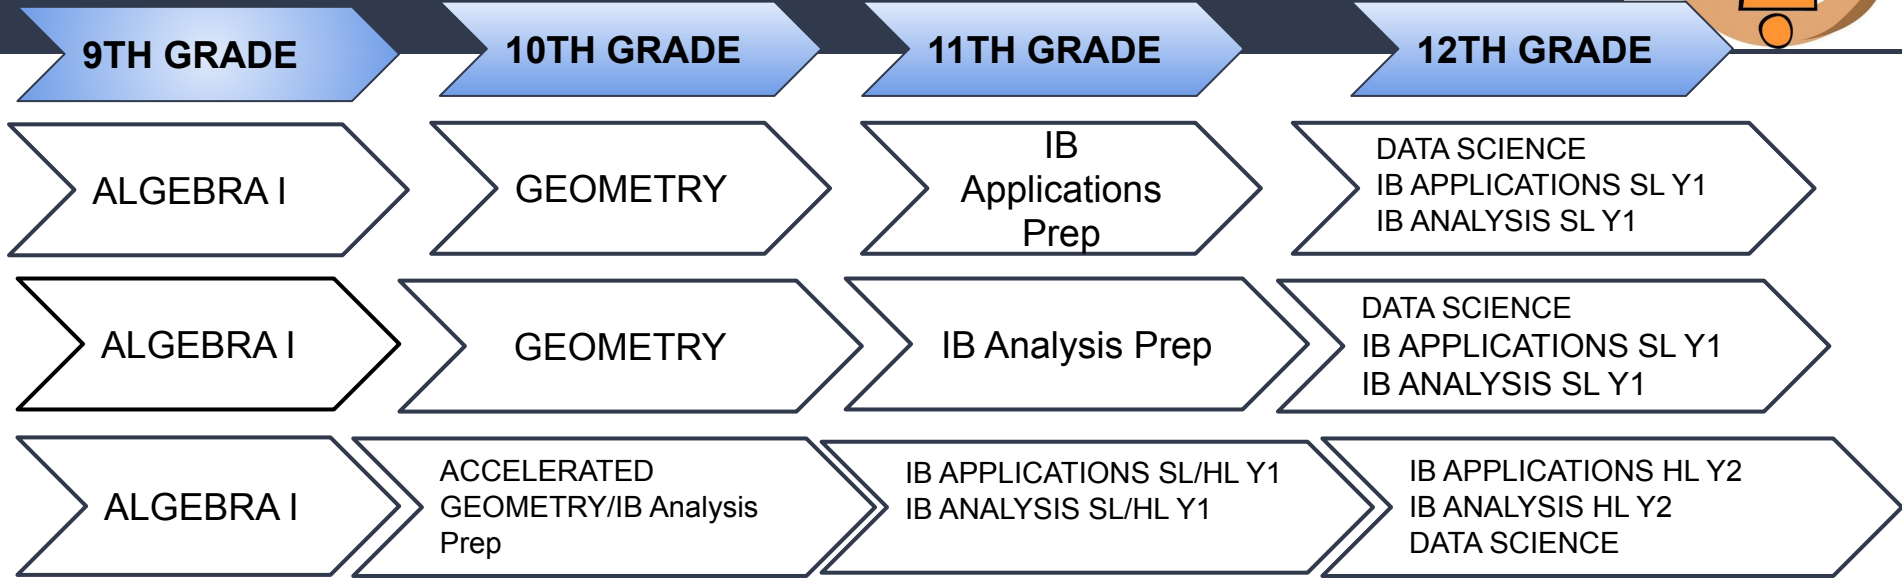 9TH GRADE
10TH GRADE
11TH GRADE
12TH GRADE
ALGEBRA I
GEOMETRY
IB
Applications
Prep
DATA SCIENCE
IB APPLICATIONS SL Y1
IB ANALYSIS SL Y1
ALGEBRA I
GEOMETRY
IB Analysis Prep
DATA SCIENCE
IB APPLICATIONS SL Y1
IB ANALYSIS SL Y1
ALGEBRA I
ACCELERATED
GEOMETRY/IB Analysis
Prep
IB APPLICATIONS SL/HL Y1
IB ANALYSIS SL/HL Y1
IB APPLICATIONS HL Y2
IB ANALYSIS HL Y2
DATA SCIENCE